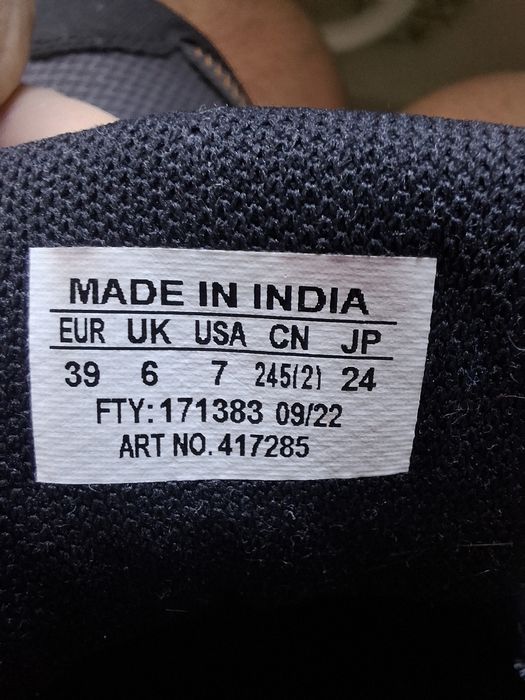 MADE IN INDIA
EUR UK USA CN JP
39 6 7 245(2) 24
FTY: 171383 09/22
ART NO. 417285